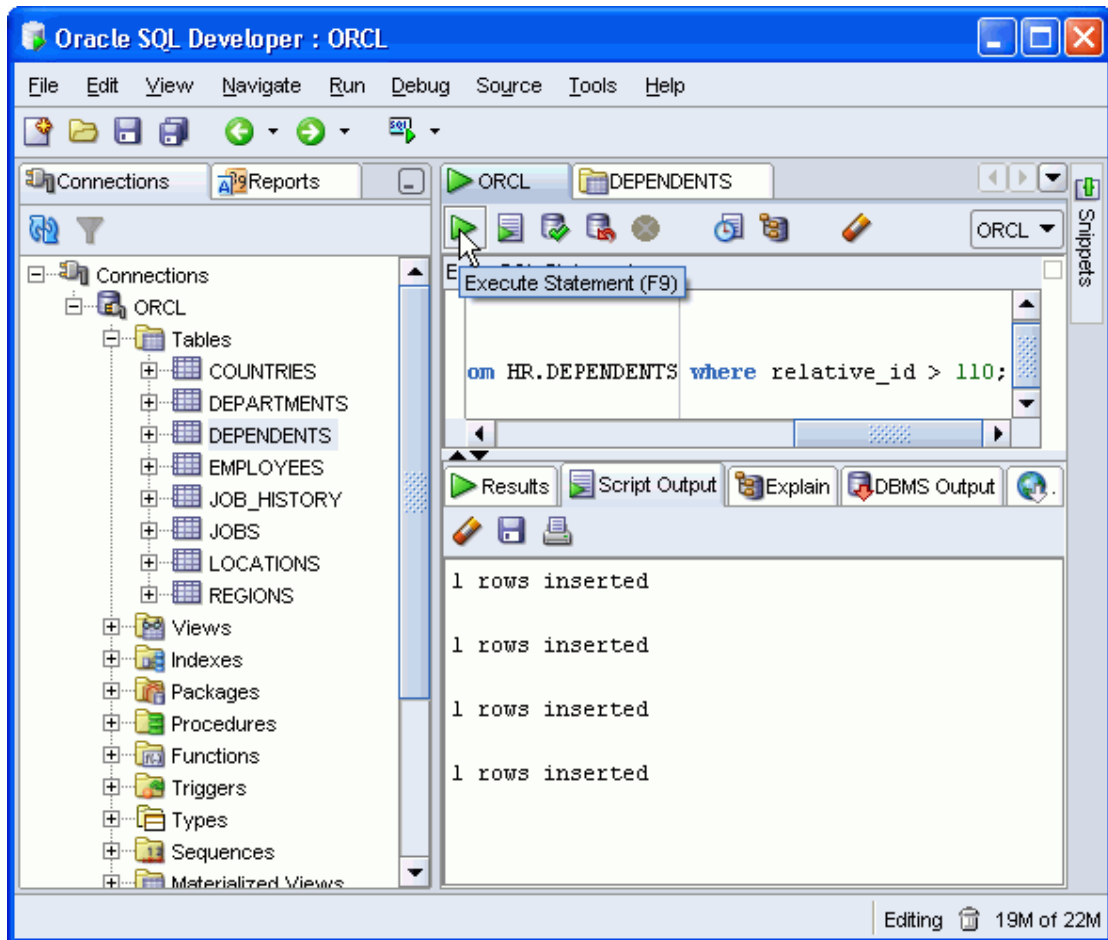 Oracle SQL Developer : ORCL
File Edit View Navigate Run Debug Source Tools Help
Connections
Reports
Connections
ORCL
Tables
COUNTRIES
DEPARTMENTS
DEPENDENTS
EMPLOYEES
JOB_HISTORY
JOBS
LOCATIONS
REGIONS
Views
Indexes
Packages
Procedures
Functions
Triggers
Types
Sequences
Materialized Views
ORCL
DEPENDENTS
ORCL
Execute Statement (F9)
om HR.DEPENDENTS where relative_id > 110;
Results Script Output Explain DBMS Output
1 rows inserted
1 rows inserted
1 rows inserted
1 rows inserted
Snippets
Editing 19M of 22M